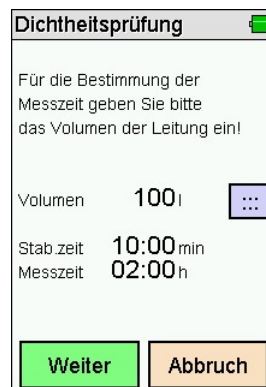 Dichtheitsprüfung
Für die Bestimmung der
Messzeit geben Sie bitte
das Volumen der Leitung ein!
Volumen 100 l :::
Stab.zeit 10:00 min
Messzeit 02:00 h
Weiter Abbruch